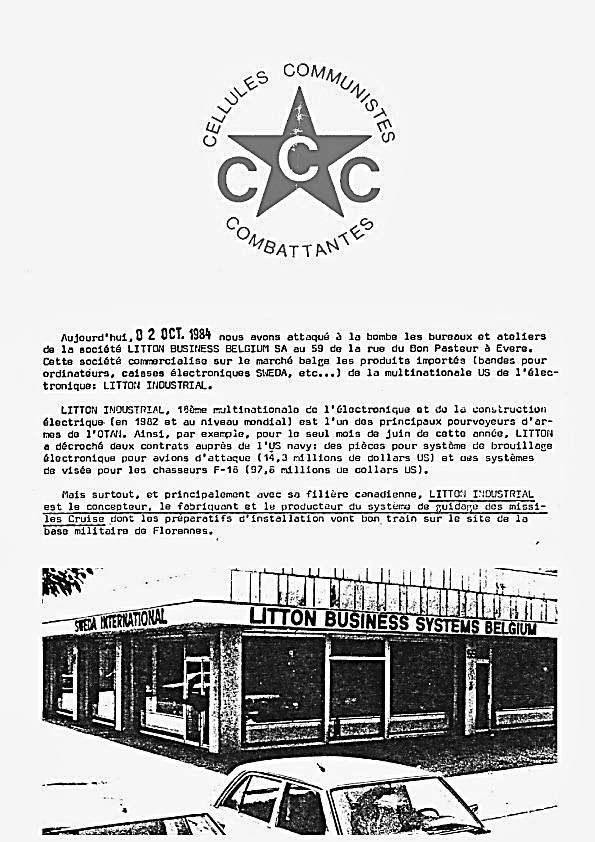 CELLULES COMMUNISTES
CCC
COMBATTANTES
Aujourd'hui, 02 OCT. 1984 nous avons attaqué à la bombe les bureaux et ateliers
de la société LITTON BUSINESS BELGIUM SA au 59 de la rue du Bon Pasteur à Evere.
Cette société commercialise sur le marché belge les produits importés (bandes pour
ordinateurs, caisses électroniques SWEDA, etc...) de la multinationale US de l'élec-
tronique: LITTON INDUSTRIAL.
LITTON INDUSTRIAL, 18ème multinationale de l'électronique et de la construction
électrique (en 1982 et au niveau mondial) est l'un des principaux pourvoyers d'ar-
mes de l'OTAN. Ainsi, par exemple, pour le seul mois de juin de cette année, LITTON
a décroché deux contrats auprès de l'US navy: des pièces pour système de brouillage
électronique pour avions d'attaque (14,3 millions de dollars US) et des systèmes
de visée pour les chasseurs F-16 (97,6 millions de dollars US).
Mais surtout, et principalement avec sa filière canadienne, LITTON INDUSTRIAL
est le concepteur, le fabriquant et le producteur du système de guidage des missi-
les Cruise dont les préparatifs d'installation vont bon train sur le site de la
base militaire de Florennes.
SWEDA INTERNATIONAL
LITTON BUSINESS SYSTEMS BELGIUM